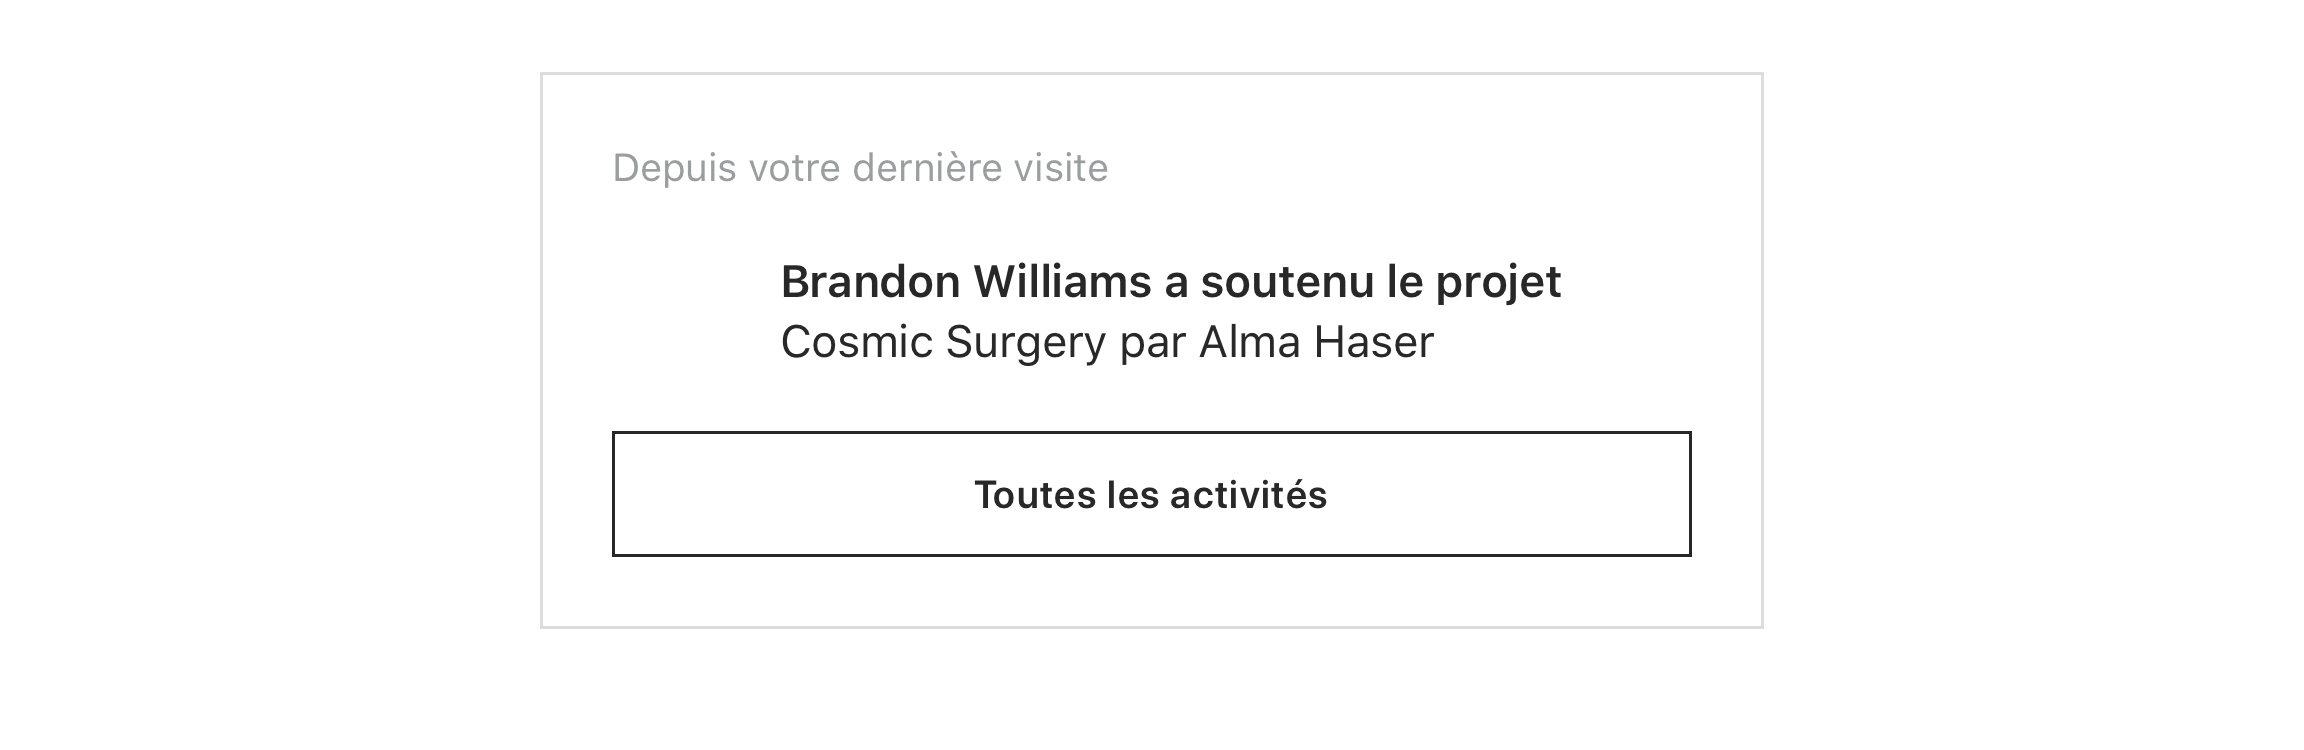 Depuis votre dernière visite
Brandon Williams a soutenu le projet
Cosmic Surgery par Alma Haser
Toutes les activités